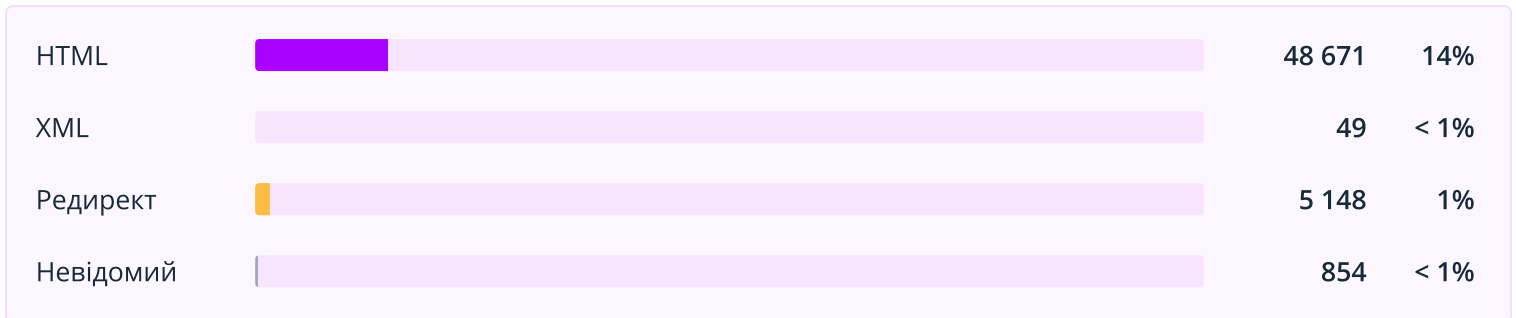 HTML 48 671 14%
XML 49 < 1%
Редирект 5 148 1%
Невідомий 854 < 1%